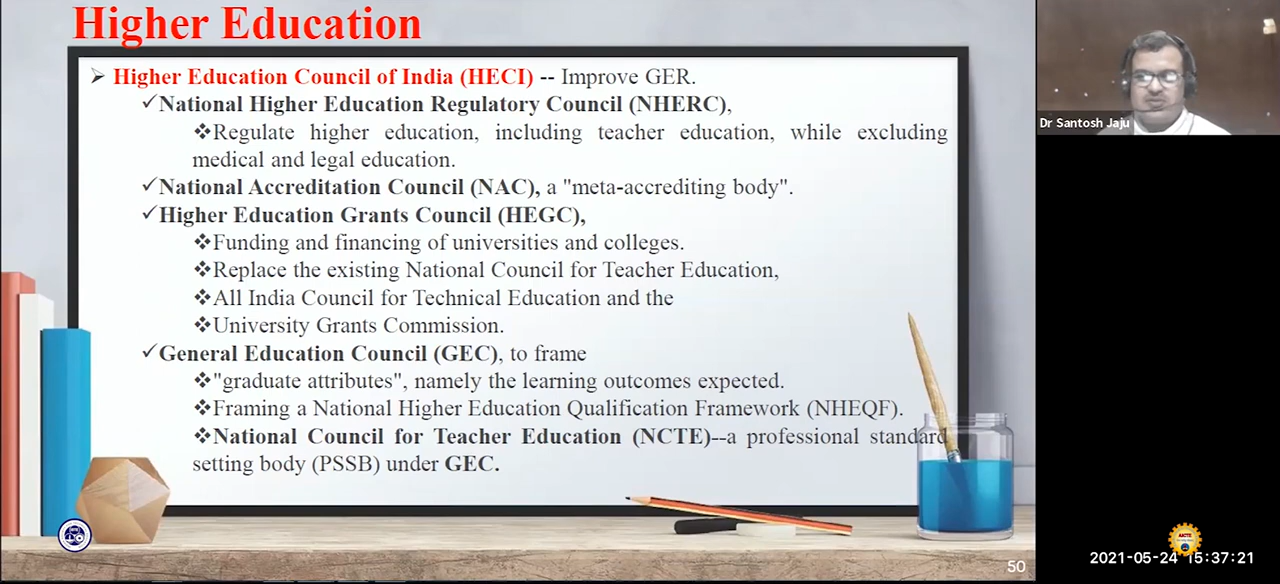 Higher Education
➤ Higher Education Council of India (HECI) -- Improve GER.
✓National Higher Education Regulatory Council (NHERC),
❖Regulate higher education, including teacher education, while excluding
medical and legal education.
✓National Accreditation Council (NAC), a "meta-accrediting body".
✓Higher Education Grants Council (HEGC),
❖Funding and financing of universities and colleges.
❖Replace the existing National Council for Teacher Education,
❖All India Council for Technical Education and the
❖University Grants Commission.
✓General Education Council (GEC), to frame
❖"graduate attributes", namely the learning outcomes expected.
❖Framing a National Higher Education Qualification Framework (NHEQF).
❖National Council for Teacher Education (NCTE)--a professional standard
setting body (PSSB) under GEC.
50
Dr Santosh Jaju
AICTE
2021-05-24 15:37:21